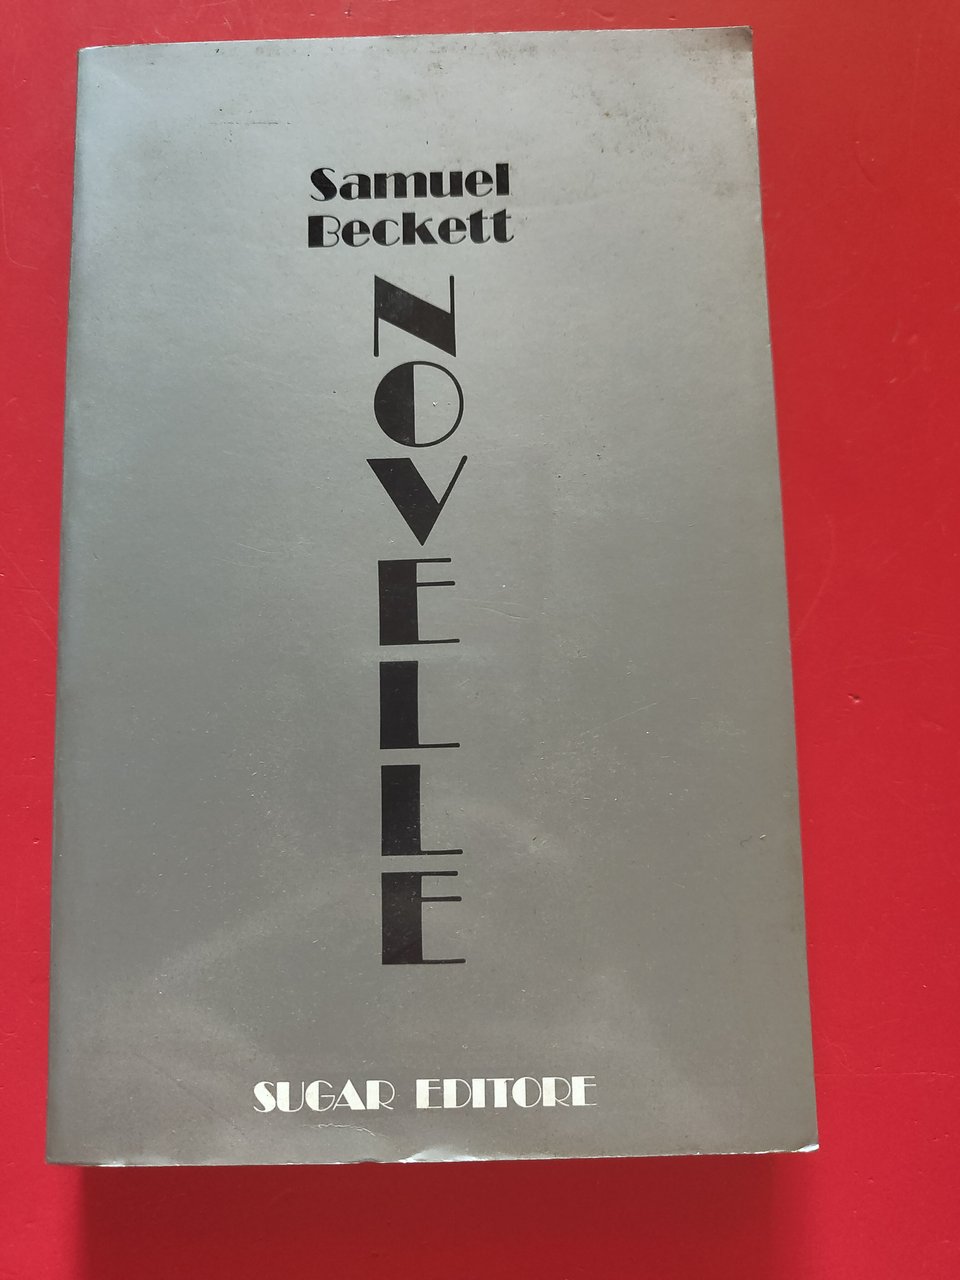 Samuel
Beckett
NOVELLE
SUGAR EDITORE